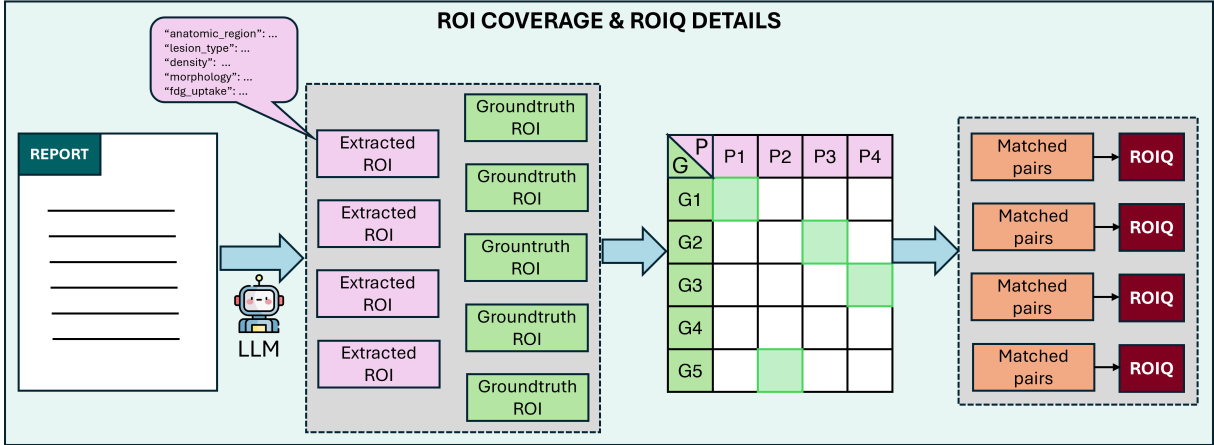 ROI COVERAGE & ROIQ DETAILS
“anatomic_region”: ...
“lesion_type”: ...
“density”:  ...
“morphology”: ...
“fdg_uptake”: ...
REPORT
LLM
Extracted
ROI
Extracted
ROI
Extracted
ROI
Extracted
ROI
Groundtruth
ROI
Groundtruth
ROI
Grountruth
ROI
Groundtruth
ROI
Groundtruth
ROI
P
G
P1 P2 P3 P4
G1
G2
G3
G4
G5
Matched
pairs
ROIQ
Matched
pairs
ROIQ
Matched
pairs
ROIQ
Matched
pairs
ROIQ